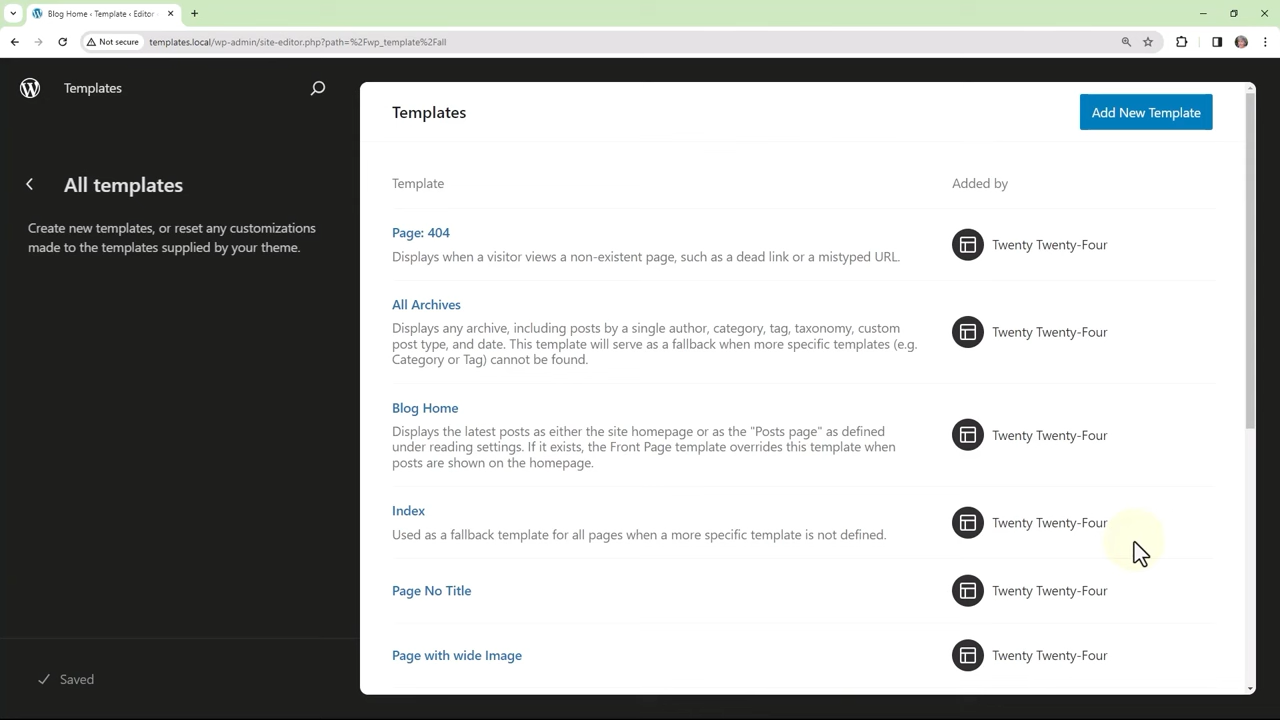 Blog Home ‹ Template ‹ Editor
Not secure
templates.local/wp-admin/site-editor.php?path=%2Fwp_template%2Fall
Templates
All templates
Create new templates, or reset any customizations
made to the templates supplied by your theme.
Saved
Templates
Add New Template
Template
Added by
Page: 404
Displays when a visitor views a non-existent page, such as a dead link or a mistyped URL.
Twenty Twenty-Four
All Archives
Displays any archive, including posts by a single author, category, tag, taxonomy, custom
post type, and date. This template will serve as a fallback when more specific templates (e.g.
Category or Tag) cannot be found.
Twenty Twenty-Four
Blog Home
Displays the latest posts as either the site homepage or as the "Posts page" as defined
under reading settings. If it exists, the Front Page template overrides this template when
posts are shown on the homepage.
Twenty Twenty-Four
Index
Used as a fallback template for all pages when a more specific template is not defined.
Twenty Twenty-Four
Page No Title
Twenty Twenty-Four
Page with wide Image
Twenty Twenty-Four